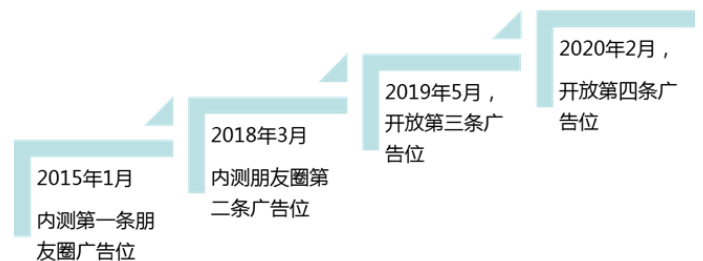 2015年1月
内测第一条朋
友圈广告位
2018年3月
内测朋友圈第
二条广告位
2019年5月，
开放第三条广
告位
2020年2月，
开放第四条广
告位